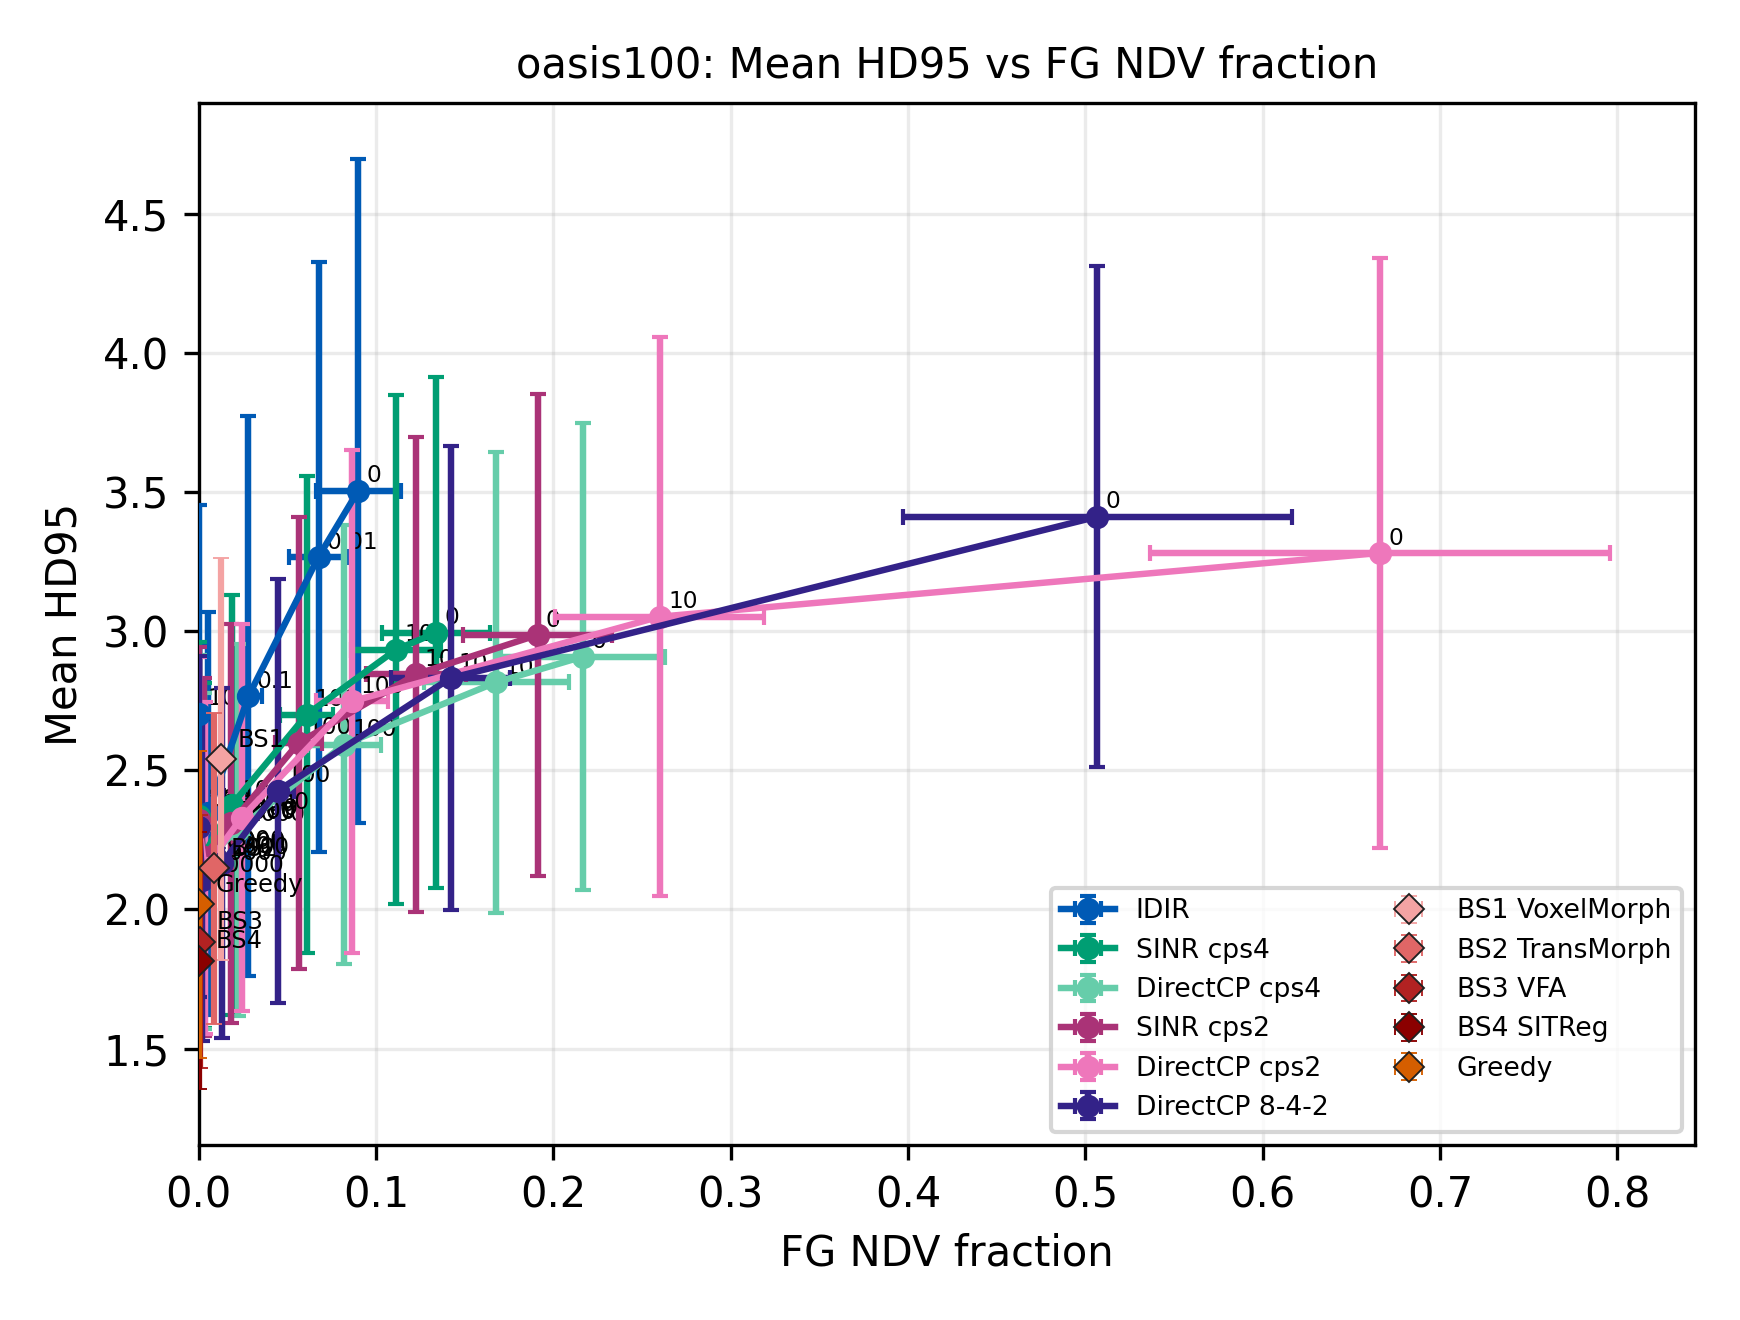 oasis100: Mean HD95 vs FG NDV fraction
Mean HD95
4.5
4.0
3.5
3.0
2.5
2.0
1.5
0
0
0
10
0
0
10
10
10
0.1
BS1
Greedy
BS3
BS4
IDIR
SINR cps4
DirectCP cps4
SINR cps2
DirectCP cps2
DirectCP 8-4-2
BS1 VoxelMorph
BS2 TransMorph
BS3 VFA
BS4 SITReg
Greedy
0.0 0.1 0.2 0.3 0.4 0.5 0.6 0.7 0.8
FG NDV fraction